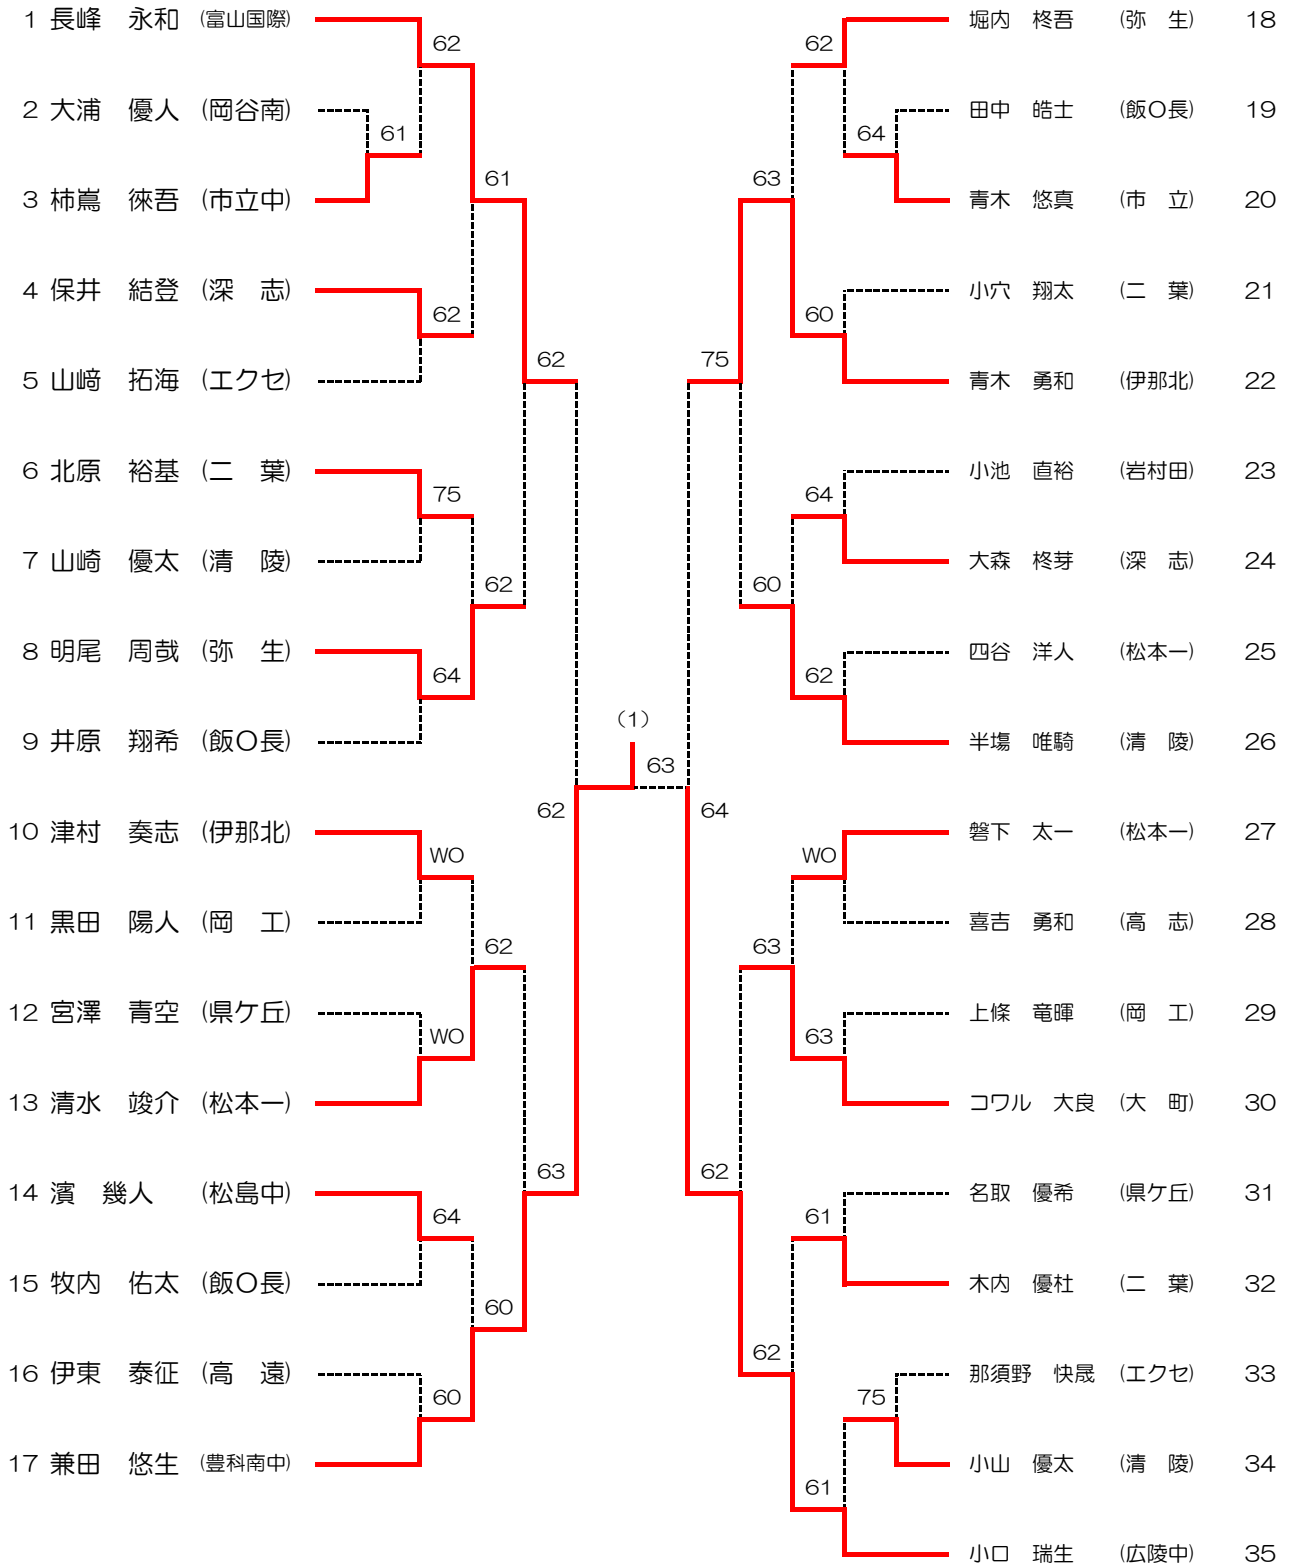 1 長峰 永和 (富山国際)
62
2 大浦 優人 (岡谷南)
61
3 柿嶌 徠吾 (市立中)
61
4 保井 結登 (深 志)
62
5 山﨑 拓海 (エクセ)
62
6 北原 裕基 (二 葉)
75
7 山崎 優太 (清 陵)
62
8 明尾 周哉 (弥 生)
64
9 井原 翔希 (飯O長)
62
10 津村 奏志 (伊那北)
WO
11 黒田 陽人 (岡 工)
62
12 宮澤 青空 (県ケ丘)
WO
13 清水 竣介 (松本一)
63
14 濱 幾人 (松島中)
64
15 牧内 佑太 (飯O長)
60
16 伊東 泰征 (高 遠)
60
17 兼田 悠生 (豊科南中)
(1)
63
堀内 柊吾 (弥 生) 18
62
田中 皓士 (飯O長) 19
64
63
青木 悠真 (市 立) 20
小穴 翔太 (二 葉) 21
60
75
青木 勇和 (伊那北) 22
小池 直裕 (岩村田) 23
64
大森 柊芽 (深 志) 24
60
四谷 洋人 (松本一) 25
62
半塲 唯騎 (清 陵) 26
64
磐下 太一 (松本一) 27
WO
喜吉 勇和 (高 志) 28
63
上條 竜暉 (岡 工) 29
63
コワル 大良 (大 町) 30
62
名取 優希 (県ケ丘) 31
61
木内 優杜 (二 葉) 32
62
那須野 快晟 (エクセ) 33
75
小山 優太 (清 陵) 34
61
小口 瑞生 (広陵中) 35